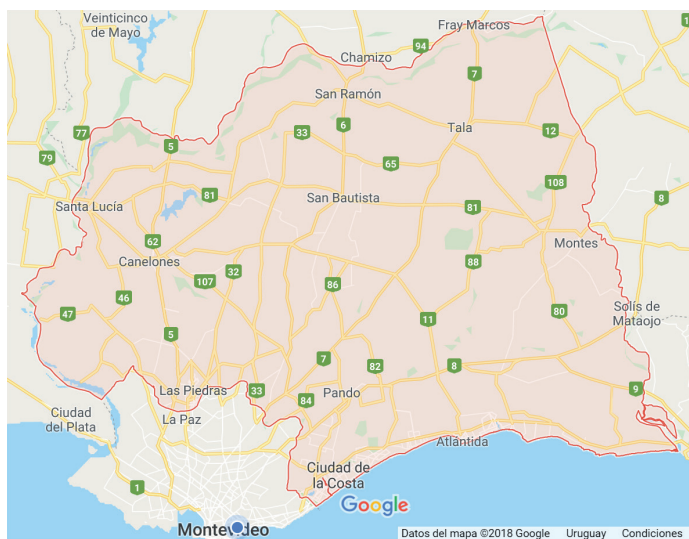 Veinticinco
de Mayo
Fray Marcos
Chamizo
94
1
7
San Ramón
77
5
33
6
Tala
12
79
65
108
81
San Bautista
81
8
Santa Lucía
62
Montes
Canelones
107
32
88
86
46
47
11
80
Solís de
Mataojo
5
7
82
8
9
Las Piedras
33
84
Pando
Ciudad
del Plata
La Paz
Atlántida
Ciudad de
la Costa
1
Google
Montevideo
Datos del mapa ©2018 Google Uruguay Condiciones